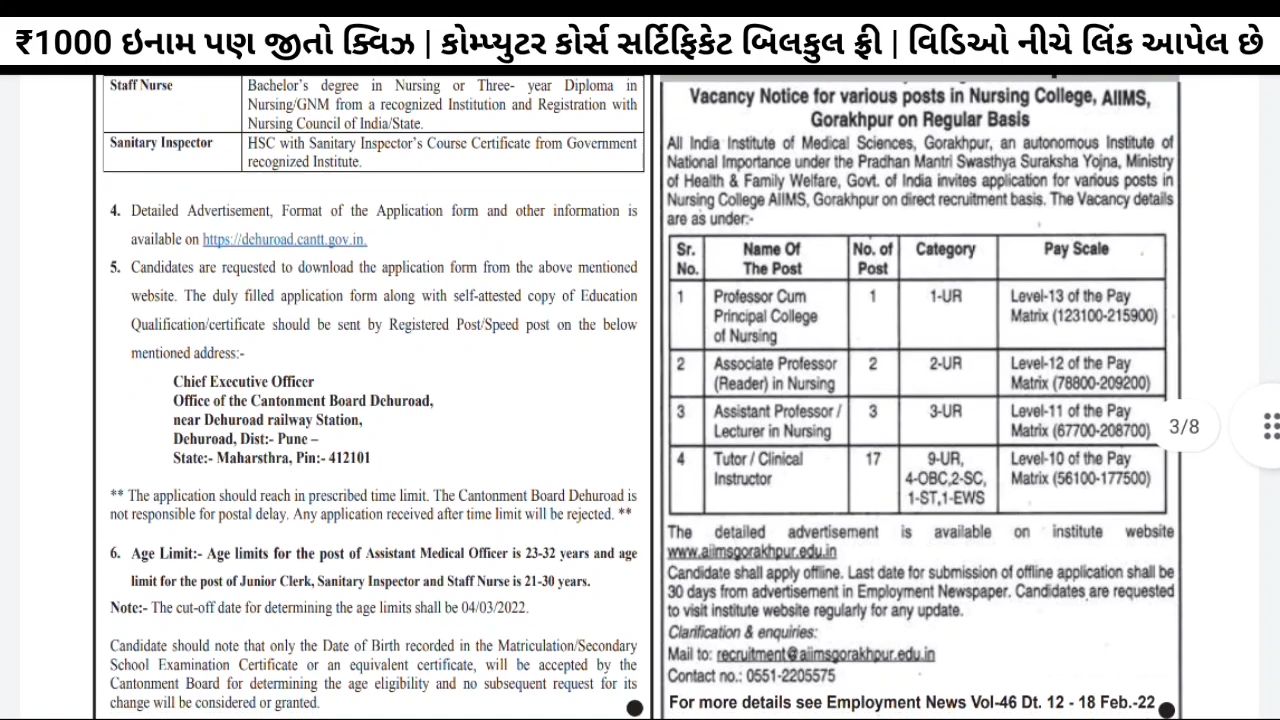 ₹1000 ઇનામ પણ જીતો ક્વિઝ | કોમ્પ્યુટર કોર્સ સર્ટિફિકેટ બિલકુલ ફ્રી | વિડિઓ નીચે લિંક આપેલ છે
Staff Nurse
Bachelor's degree in Nursing or Three- year Diploma in
Nursing/GNM from a recognized Institution and Registration with
Nursing Council of India/State.
Sanitary Inspector
HSC with Sanitary Inspector's Course Certificate from Government
recognized Institute.
4. Detailed Advertisement, Format of the Application form and other information is
available on https://dehuroad.cantt.gov.in.
5. Candidates are requested to download the application form from the above mentioned
website. The duly filled application form along with self-attested copy of Education
Qualification/certificate should be sent by Registered Post/Speed post on the below
mentioned address:-
Chief Executive Officer
Office of the Cantonment Board Dehuroad,
near Dehuroad railway Station,
Dehuroad, Dist:- Pune –
State:- Maharsthra, Pin:- 412101
** The application should reach in prescribed time limit. The Cantonment Board Dehuroad is
not responsible for postal delay. Any application received after time limit will be rejected. **
6. Age Limit:- Age limits for the post of Assistant Medical Officer is 23-32 years and age
limit for the post of Junior Clerk, Sanitary Inspector and Staff Nurse is 21-30 years.
Note:- The cut-off date for determining the age limits shall be 04/03/2022.
Candidate should note that only the Date of Birth recorded in the Matriculation/Secondary
School Examination Certificate or an equivalent certificate, will be accepted by the
Cantonment Board for determining the age eligibility and no subsequent request for its
change will be considered or granted.
Vacancy Notice for various posts in Nursing College, AIIMS,
Gorakhpur on Regular Basis
All India Institute of Medical Sciences, Gorakhpur, an autonomous Institute of
National Importance under the Pradhan Mantri Swasthya Suraksha Yojna, Ministry
of Health & Family Welfare, Govt. of India invites application for various posts in
Nursing College AIIMS, Gorakhpur on direct recruitment basis. The Vacancy details
are as under:-
Sr. Name Of No. of Category Pay Scale
No. The Post Post
1 Professor Cum 1 1-UR Level-13 of the Pay
Principal College Matrix (123100-215900)
of Nursing
2 Associate Professor 2 2-UR Level-12 of the Pay
(Reader) in Nursing Matrix (78800-209200)
3 Assistant Professor / 3 3-UR Level-11 of the Pay
Lecturer in Nursing Matrix (67700-208700)
4 Tutor / Clinical 17 9-UR, Level-10 of the Pay
Instructor 4-OBC,2-SC, Matrix (56100-177500)
1-ST,1-EWS
The detailed advertisement is available on institute website
www.aiimsgorakhpur.edu.in
Candidate shall apply offline. Last date for submission of offline application shall be
30 days from advertisement in Employment Newspaper. Candidates are requested
to visit institute website regularly for any update.
Clarification & enquiries:
Mail to: recruitment@aiimsgorakhpur.edu.in
Contact no.: 0551-2205575
For more details see Employment News Vol-46 Dt. 12 - 18 Feb.-22
3/8